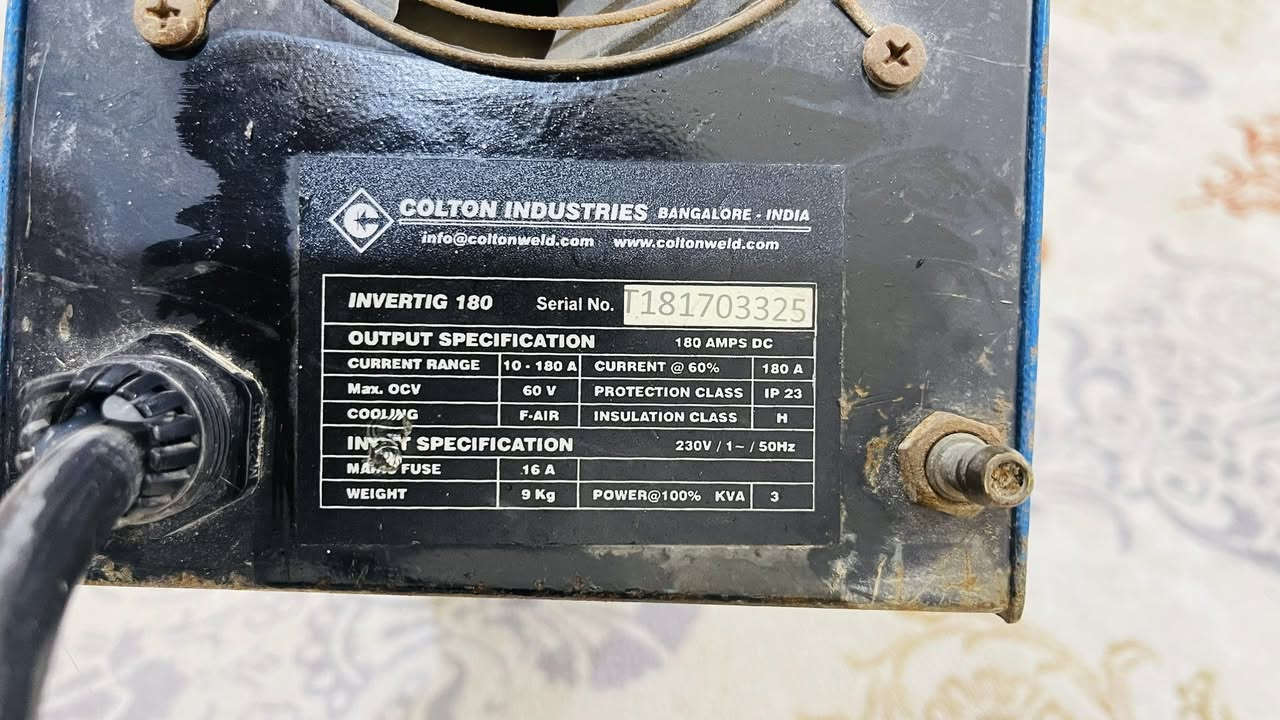 COLTON INDUSTRIES BANGALORE - INDIA
info@coltonweld.com www.coltonweld.com
INVERTIG 180 Serial No. T181703325
OUTPUT SPECIFICATION 180 AMPS DC
CURRENT RANGE 10 - 180 A CURRENT @ 60% 180 A
Max. OCV 60 V PROTECTION CLASS IP 23
COOLING F-AIR INSULATION CLASS H
SPECIFICATION 230V / 1~ / 50Hz
MAINS FUSE 16 A
WEIGHT 9 Kg POWER@100% KVA 3